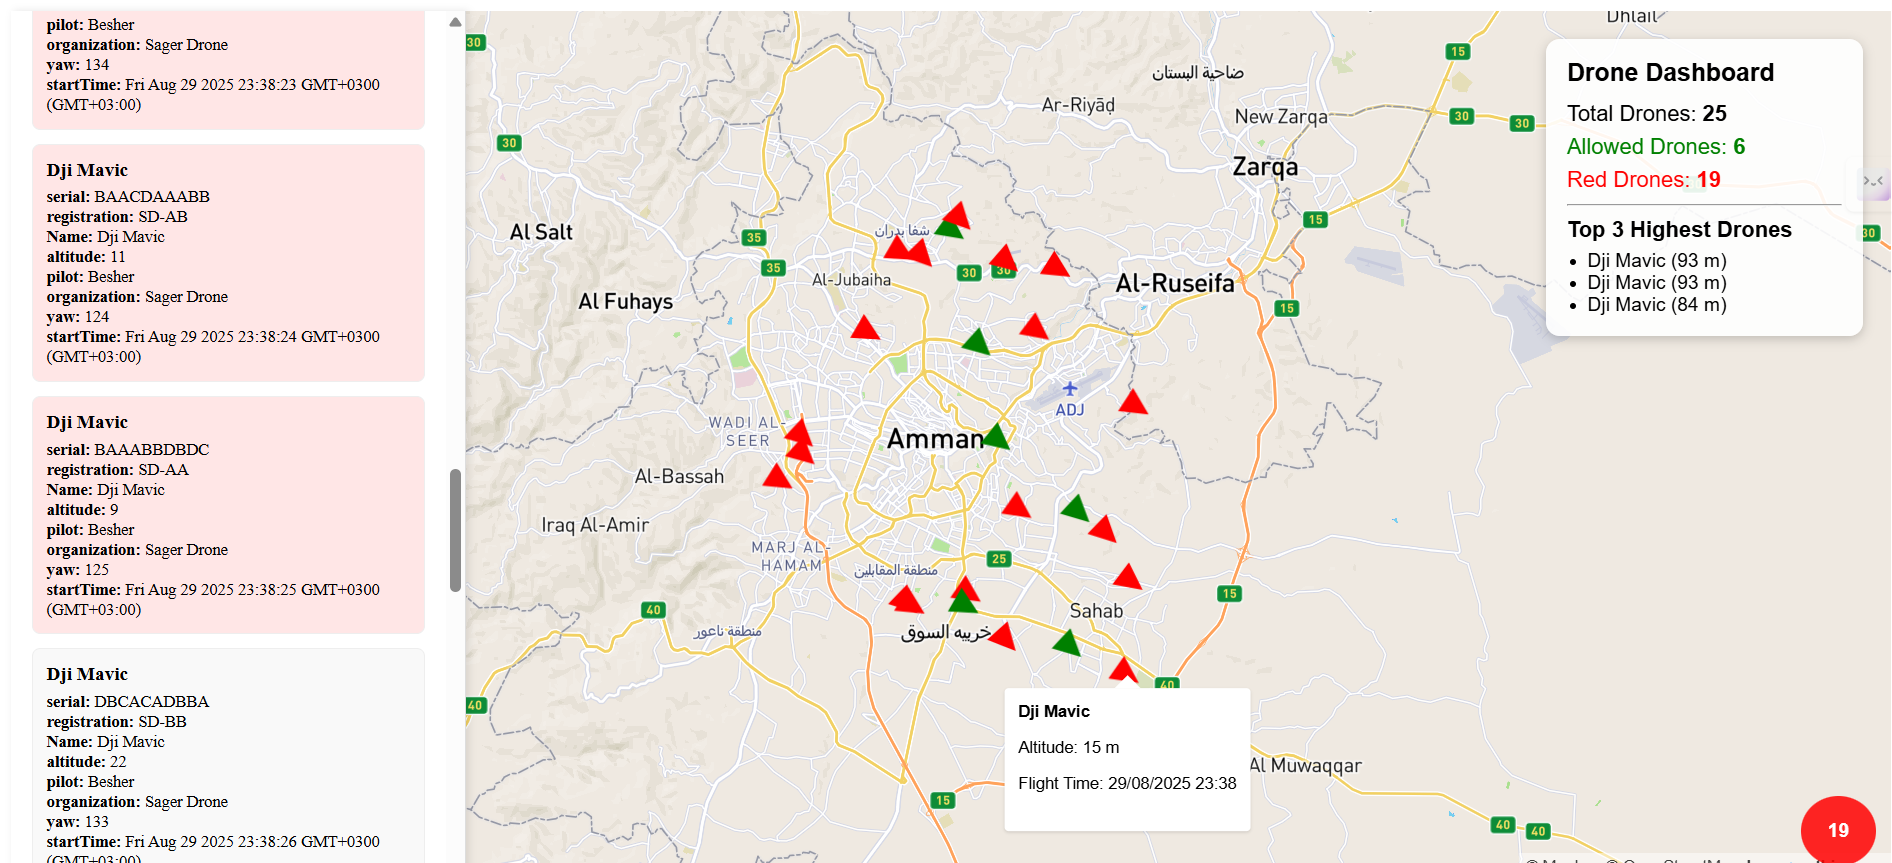 pilot: Besher
organization: Sager Drone
yaw: 134
startTime: Fri Aug 29 2025 23:38:23 GMT+0300
(GMT+03:00)
Dji Mavic
serial: BAACDAAABB
registration: SD-AB
Name: Dji Mavic
altitude: 11
pilot: Besher
organization: Sager Drone
yaw: 124
startTime: Fri Aug 29 2025 23:38:24 GMT+0300
(GMT+03:00)
Dji Mavic
serial: BAAABBDBDC
registration: SD-AA
Name: Dji Mavic
altitude: 9
pilot: Besher
organization: Sager Drone
yaw: 125
startTime: Fri Aug 29 2025 23:38:25 GMT+0300
(GMT+03:00)
Dji Mavic
serial: DBCACADBBA
registration: SD-BB
Name: Dji Mavic
altitude: 22
pilot: Besher
organization: Sager Drone
yaw: 133
startTime: Fri Aug 29 2025 23:38:26 GMT+0300
(GMT+03:00)
Dhlail
30
15
ضاحية البستان
Ar-Riyāḍ
New Zarqa
30
30
30
Zarqa
15
Al Salt
شفا بدران
35
35
30
30
30
Al-Jubaiha
Al-Ruseifa
Al Fuhays
15
ADJ
WADI AL-
SEER
Amman
Al-Bassah
Iraq Al-Amir
MARJ AL-
HAMAM
25
منطقة المقابلين
15
40
Sahab
منطقة ناعور
خريبه السوق
40
40
Al Muwaqqar
15
40
40
Dji Mavic
Altitude: 15 m
Flight Time: 29/08/2025 23:38
Drone Dashboard
Total Drones: 25
Allowed Drones: 6
Red Drones: 19
Top 3 Highest Drones
• Dji Mavic (93 m)
• Dji Mavic (93 m)
• Dji Mavic (84 m)
19